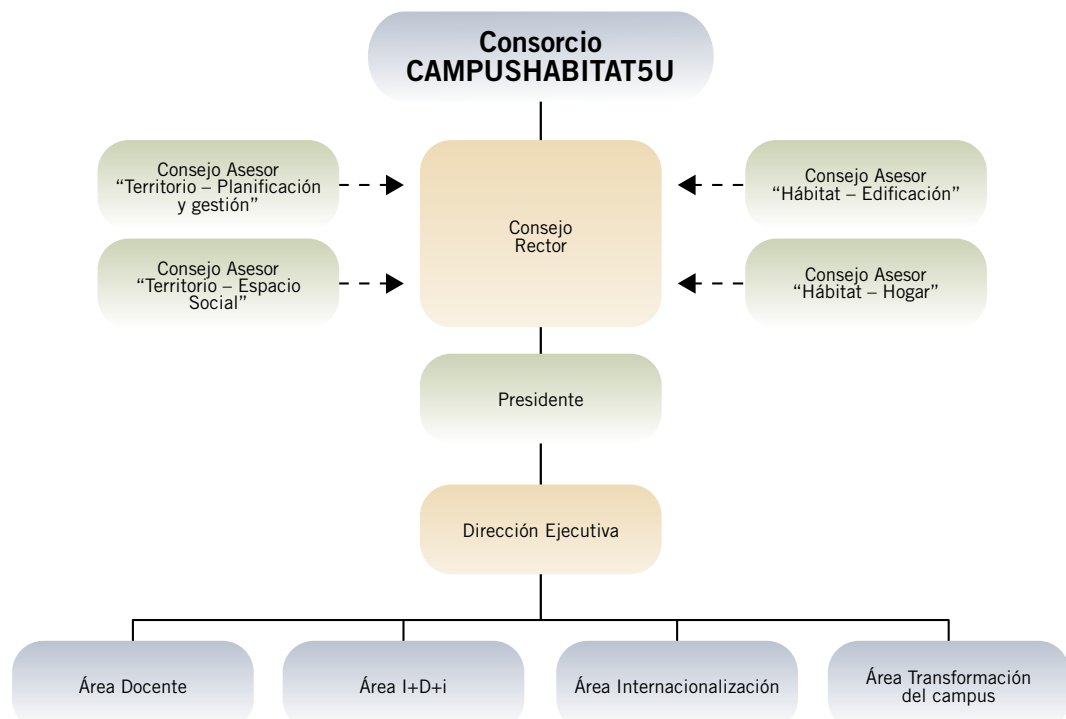 Consorcio
CAMPUSHABITAT5U
Consejo Asesor
“Territorio – Planificación
y gestión”
Consejo Asesor
“Territorio – Espacio
Social”
Consejo
Rector
Consejo Asesor
“Hábitat – Edificación”
Consejo Asesor
“Hábitat – Hogar”
Presidente
Dirección Ejecutiva
Área Docente
Área I+D+i
Área Internacionalización
Área Transformación
del campus